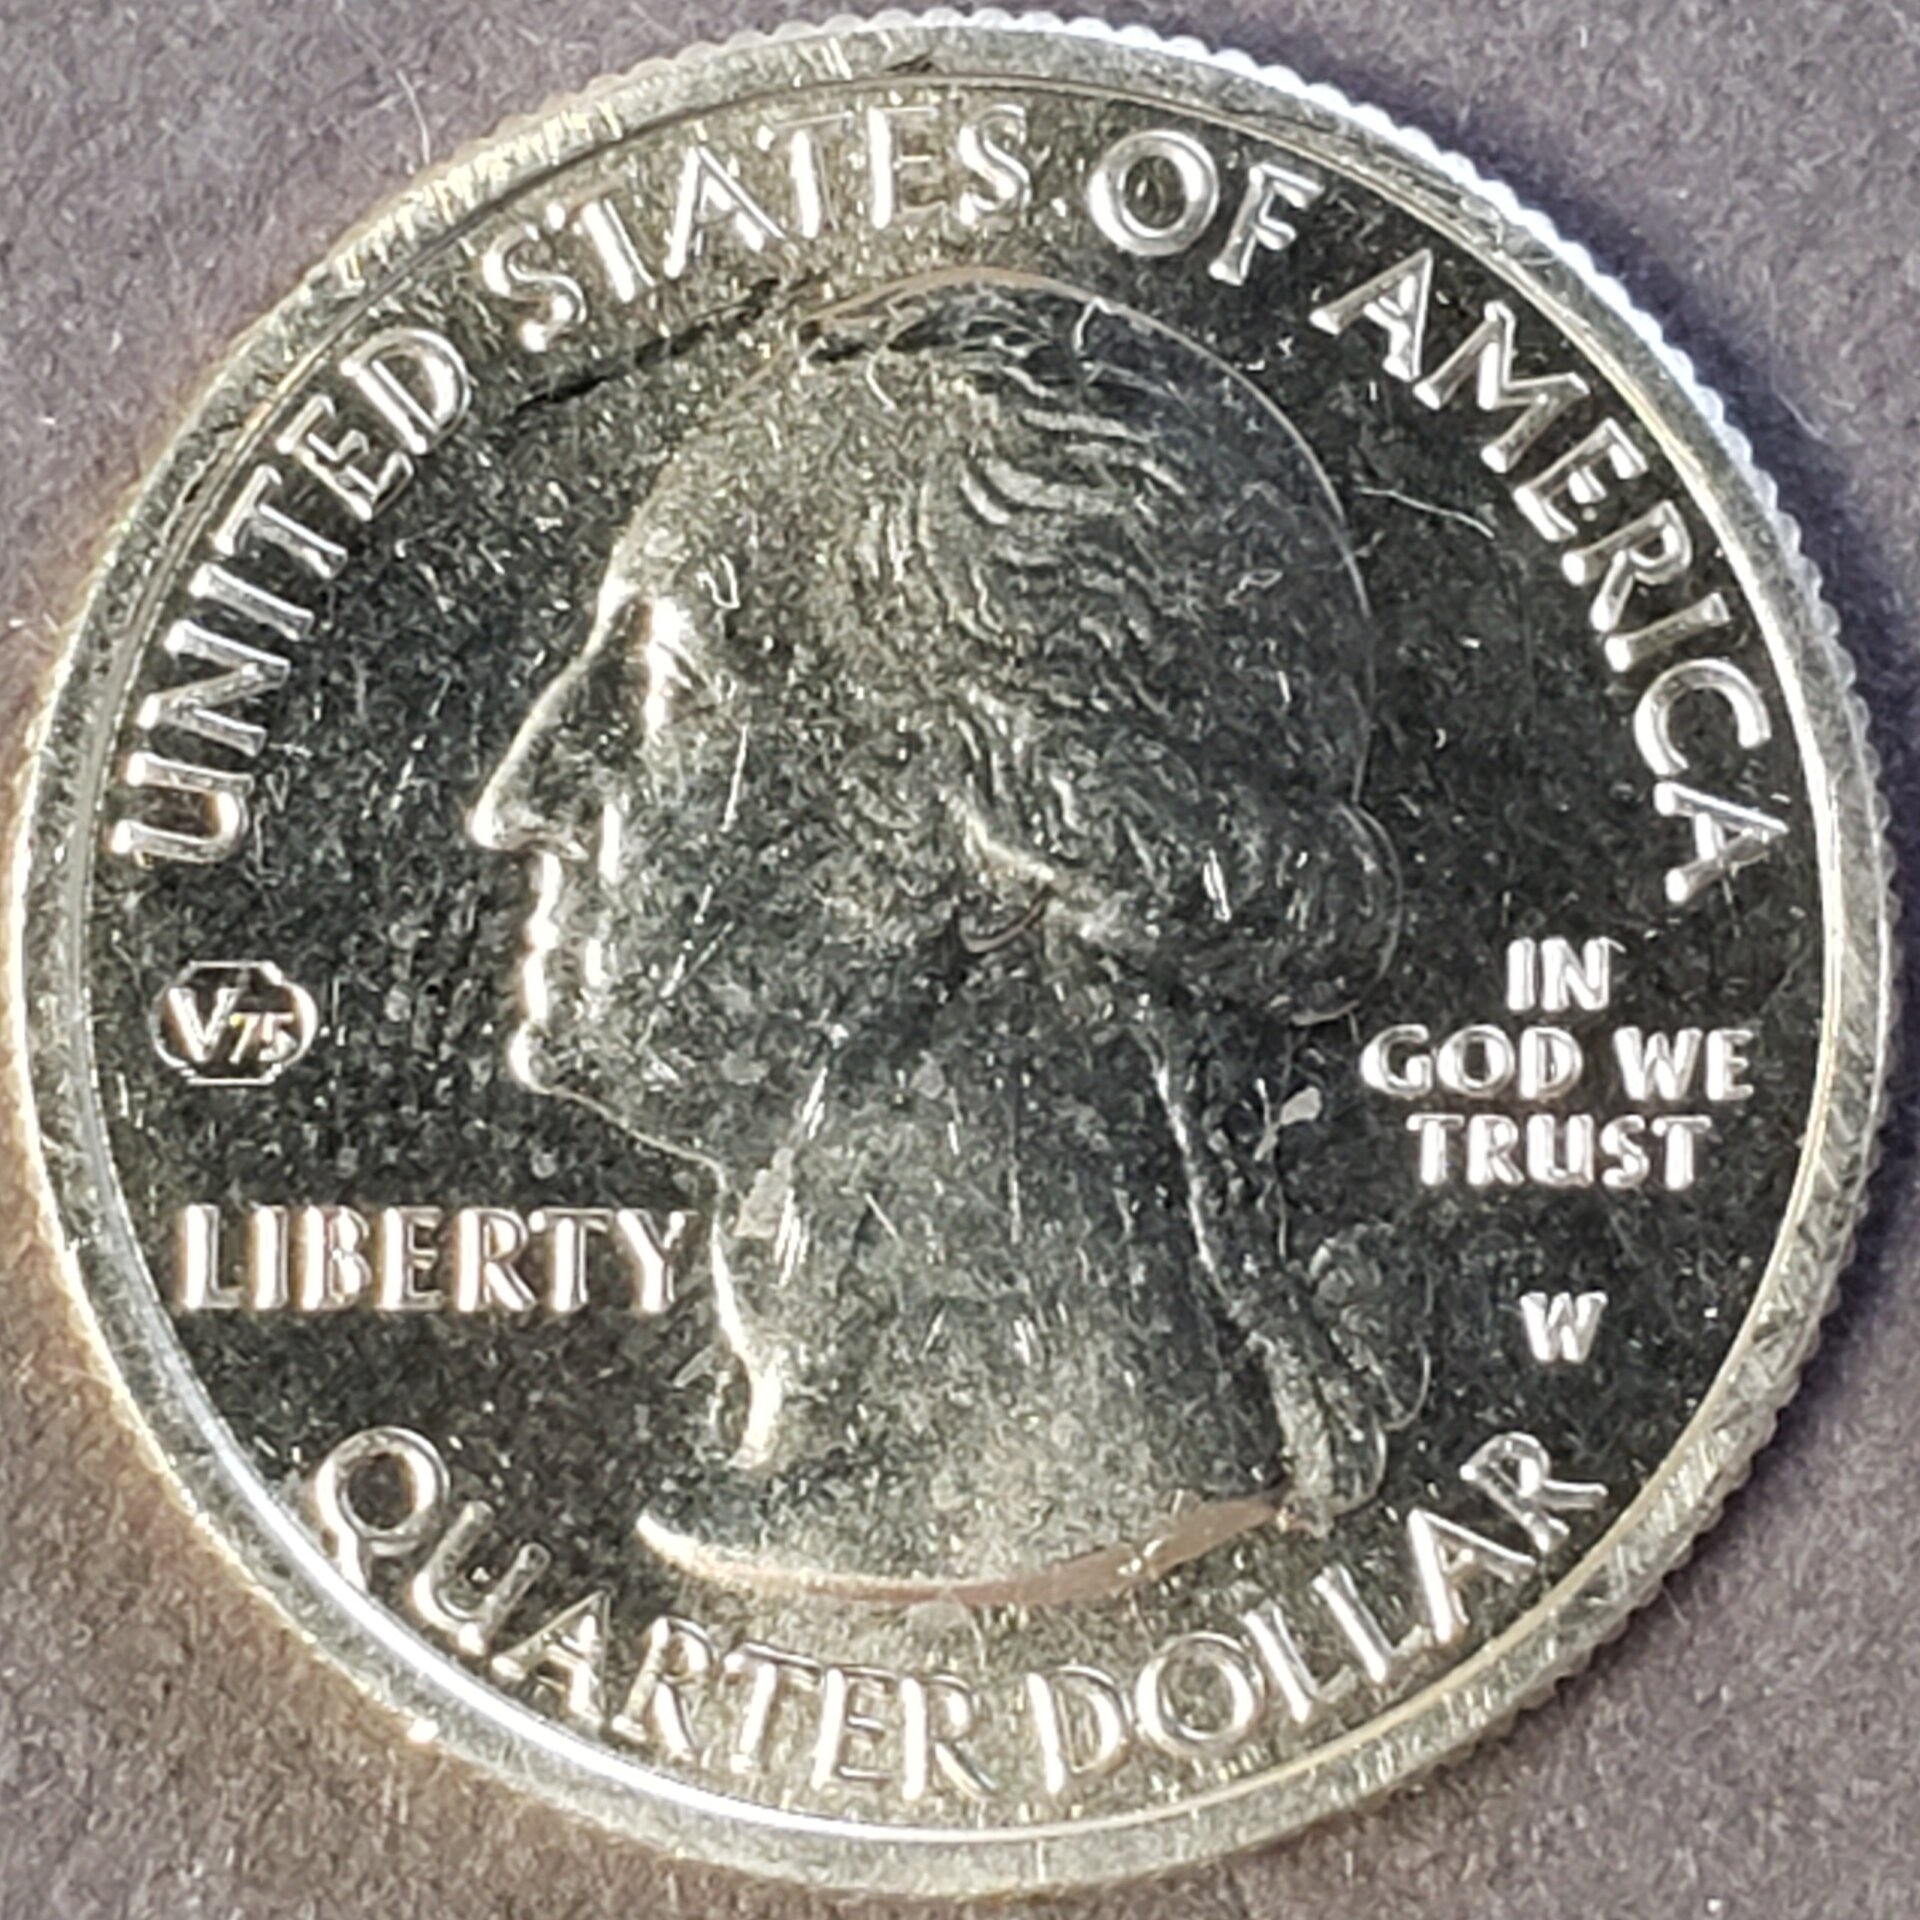 UNITED STATES OF AMERICA
V75
LIBERTY
IN
GOD WE
TRUST
W
QUARTER DOLLAR